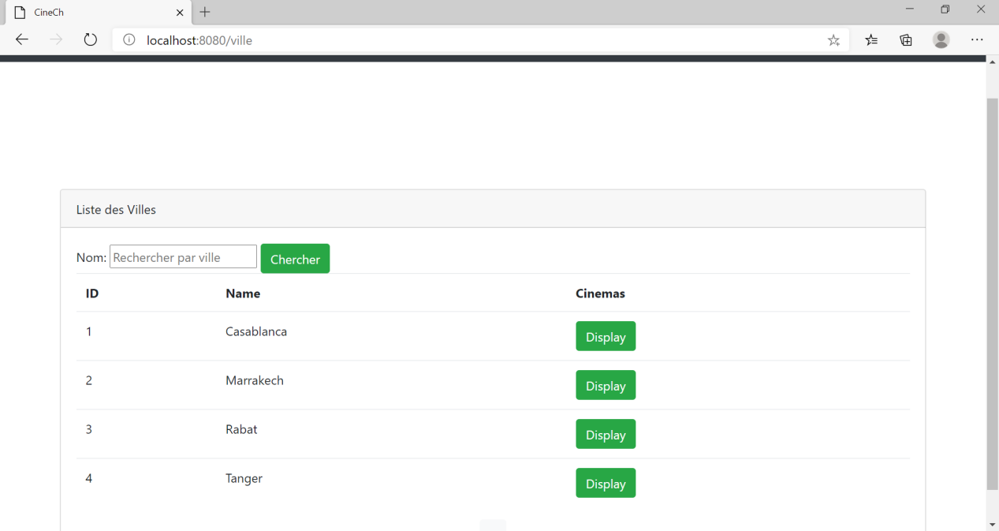 CineCh
localhost:8080/ville
Liste des Villes
Nom: Rechercher par ville Chercher
ID Name Cinemas
1 Casablanca Display
2 Marrakech Display
3 Rabat Display
4 Tanger Display